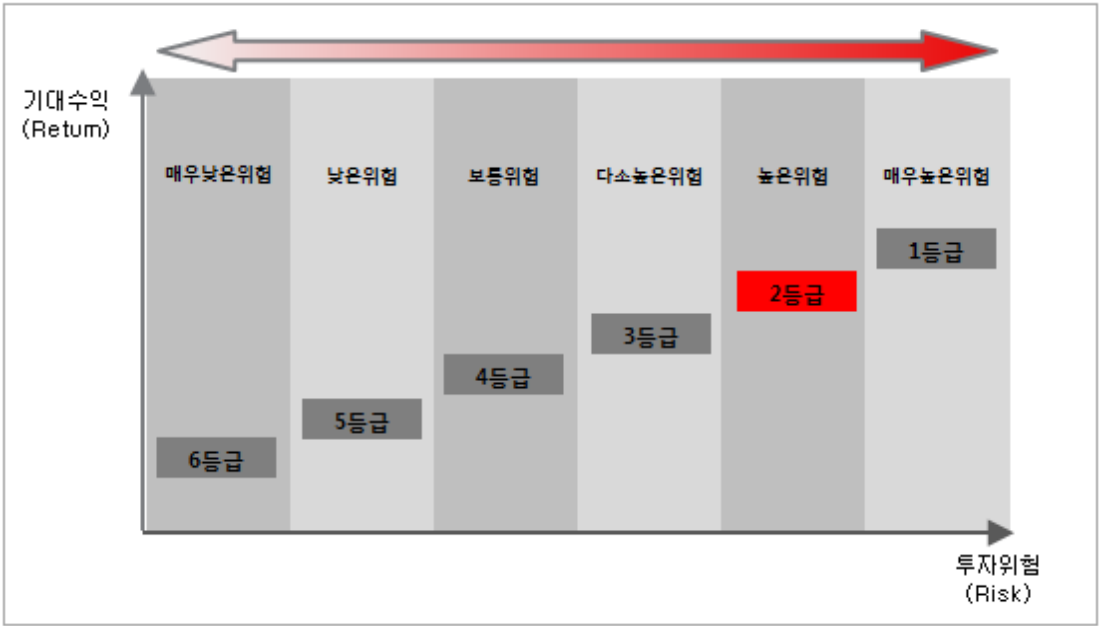 기대수익
(Return)
매우낮은위험
낮은위험
보통위험
다소높은위험
높은위험
매우높은위험
1등급
2등급
3등급
4등급
5등급
6등급
투자위험
(Risk)